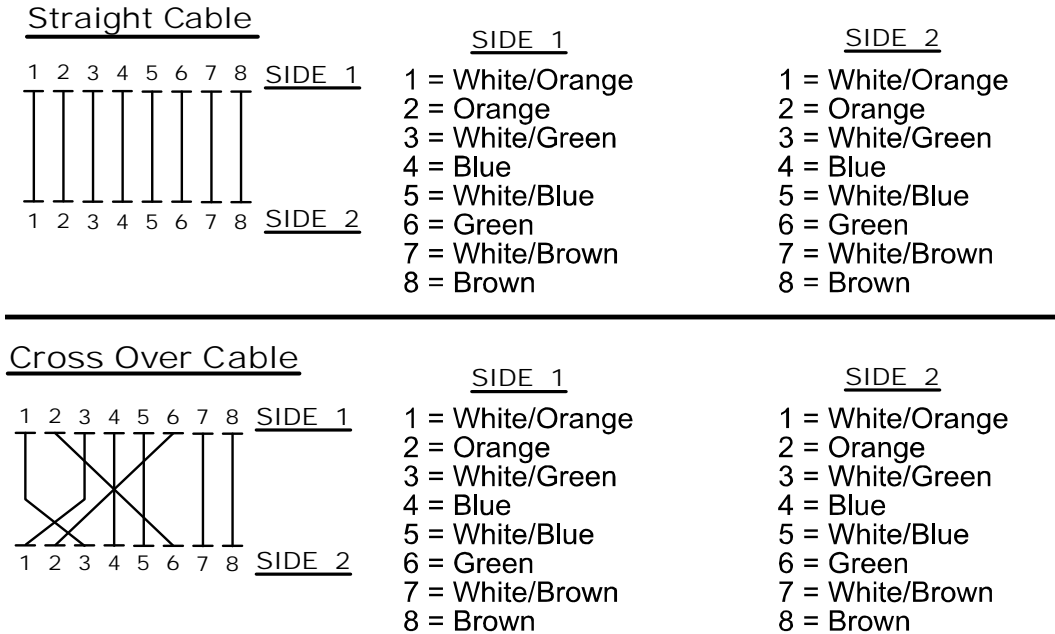 Straight Cable
1 2 3 4 5 6 7 8 SIDE 1
1 2 3 4 5 6 7 8 SIDE 2
SIDE 1
1 = White/Orange
2 = Orange
3 = White/Green
4 = Blue
5 = White/Blue
6 = Green
7 = White/Brown
8 = Brown
SIDE 2
1 = White/Orange
2 = Orange
3 = White/Green
4 = Blue
5 = White/Blue
6 = Green
7 = White/Brown
8 = Brown
Cross Over Cable
1 2 3 4 5 6 7 8 SIDE 1
1 2 3 4 5 6 7 8 SIDE 2
SIDE 1
1 = White/Orange
2 = Orange
3 = White/Green
4 = Blue
5 = White/Blue
6 = Green
7 = White/Brown
8 = Brown
SIDE 2
1 = White/Orange
2 = Orange
3 = White/Green
4 = Blue
5 = White/Blue
6 = Green
7 = White/Brown
8 = Brown